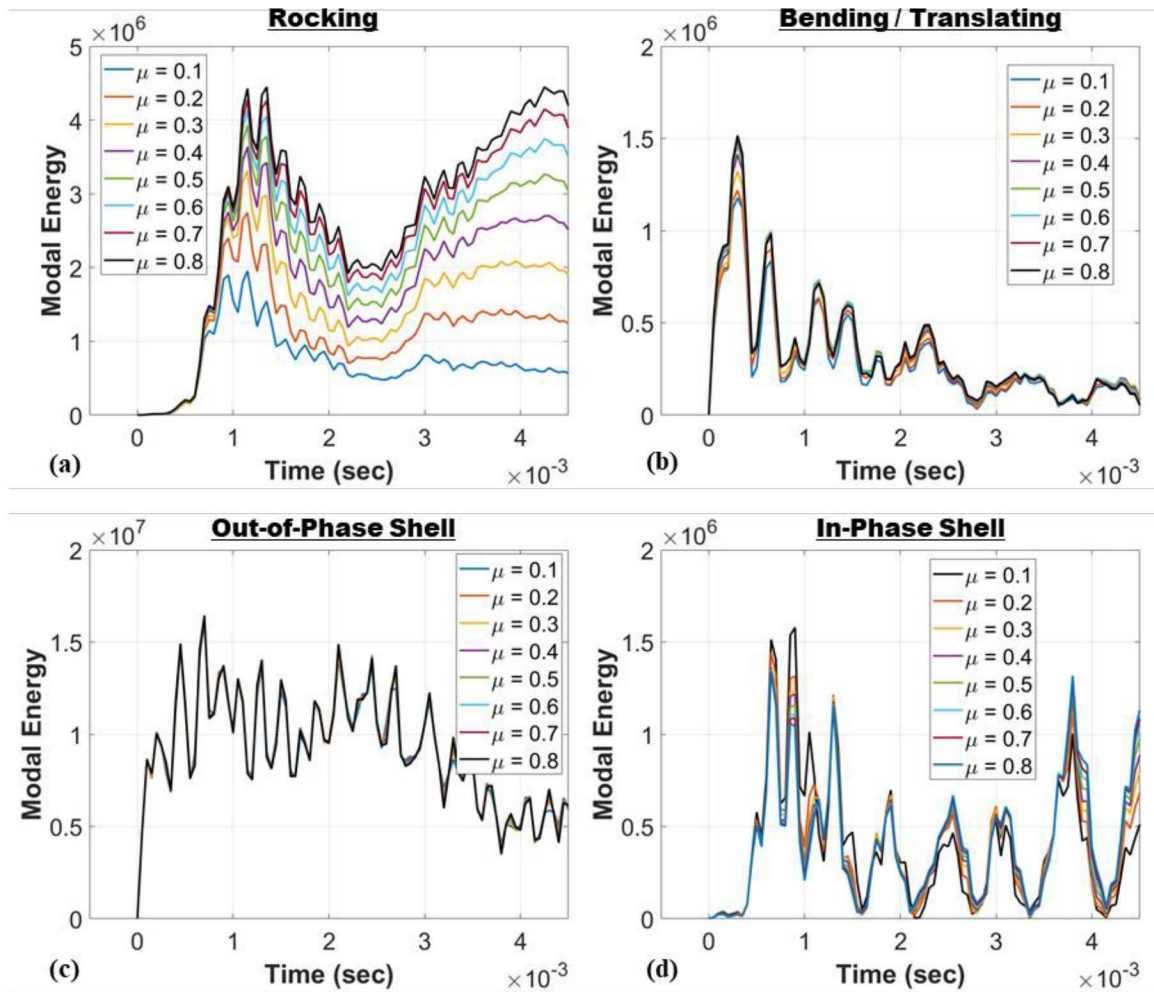 Rocking
× 10^6
5
4
3
2
1
0
Modal Energy
μ = 0.1
μ = 0.2
μ = 0.3
μ = 0.4
μ = 0.5
μ = 0.6
μ = 0.7
μ = 0.8
0 1 2 3 4
Time (sec)
× 10^-3
(a)
Bending / Translating
× 10^6
2
1.5
1
0.5
0
Modal Energy
μ = 0.1
μ = 0.2
μ = 0.3
μ = 0.4
μ = 0.5
μ = 0.6
μ = 0.7
μ = 0.8
0 1 2 3 4
Time (sec)
× 10^-3
(b)
Out-of-Phase Shell
× 10^7
2
1.5
1
0.5
0
Modal Energy
μ = 0.1
μ = 0.2
μ = 0.3
μ = 0.4
μ = 0.5
μ = 0.6
μ = 0.7
μ = 0.8
0 1 2 3 4
Time (sec)
× 10^-3
(c)
In-Phase Shell
× 10^6
2
1.5
1
0.5
0
Modal Energy
μ = 0.1
μ = 0.2
μ = 0.3
μ = 0.4
μ = 0.5
μ = 0.6
μ = 0.7
μ = 0.8
0 1 2 3 4
Time (sec)
× 10^-3
(d)